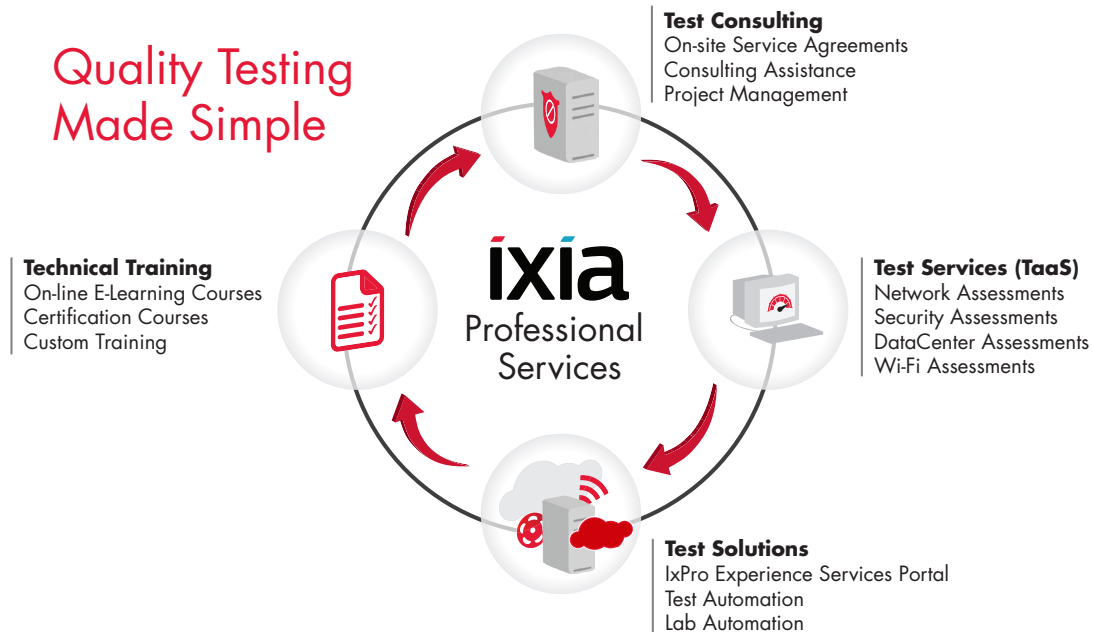 Quality Testing
Made Simple
Test Consulting
On-site Service Agreements
Consulting Assistance
Project Management
Technical Training
On-line E-Learning Courses
Certification Courses
Custom Training
ixia
Professional
Services
Test Services (TaaS)
Network Assessments
Security Assessments
DataCenter Assessments
Wi-Fi Assessments
Test Solutions
IxPro Experience Services Portal
Test Automation
Lab Automation